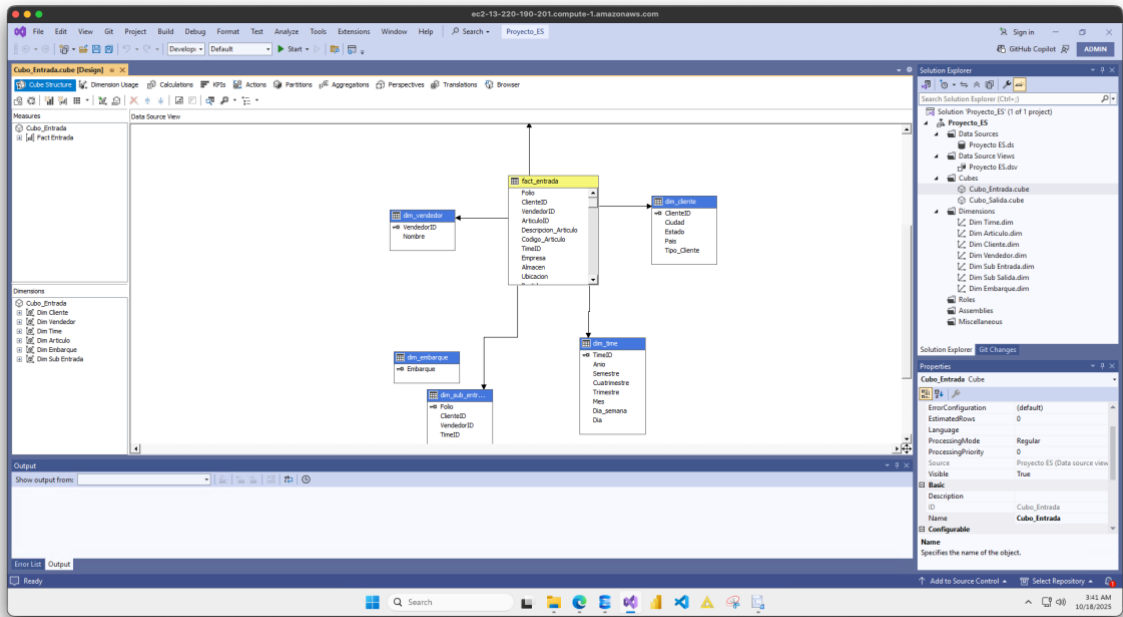 ec2-13-220-190-201.compute-1.amazonaws.com
File Edit View Git Project Build Debug Format Test Analyze Tools Extensions Window Help Search Proyecto_ES Sign in
Develop Default Start GitHub Copilot ADMIN
Cubo_Entrada.cube [Design]
Cube Structure Dimension Usage Calculations KPIs Actions Partitions Aggregations Perspectives Translations Browser
Measures
Cubo_Entrada
Fact Entrada
Dimensions
Cubo_Entrada
Dim Cliente
Dim Vendedor
Dim Time
Dim Articulo
Dim Embarque
Dim Sub Entrada
Data Source View
fact_entrada
Folio
ClienteID
VendedorID
ArticuloID
Descripcion_Articulo
Codigo_Articulo
TimeID
Empresa
Almacen
Ubicacion
dim_vendedor
VendedorID
Nombre
dim_cliente
ClienteID
Ciudad
Estado
Pais
Tipo_Cliente
dim_embarque
Embarque
dim_sub_entr...
Folio
ClienteID
VendedorID
TimeID
dim_time
TimeID
Anio
Semestre
Cuatrimestre
Trimestre
Mes
Dia_semana
Dia
Output
Show output from:
Error List Output
Ready
Solution Explorer
Search Solution Explorer (Ctrl+;)
Solution 'Proyecto_ES' (1 of 1 project)
Proyecto_ES
Data Sources
Proyecto ES.ds
Data Source Views
Proyecto ES.dsv
Cubes
Cubo_Entrada.cube
Cubo_Salida.cube
Dimensions
Dim Time.dim
Dim Articulo.dim
Dim Cliente.dim
Dim Vendedor.dim
Dim Sub Entrada.dim
Dim Sub Salida.dim
Dim Embarque.dim
Roles
Assemblies
Miscellaneous
Solution Explorer Git Changes
Properties
Cubo_Entrada Cube
ErrorConfiguration (default)
EstimatedRows 0
Language
ProcessingMode Regular
ProcessingPriority 0
Source Proyecto ES (Data source view
Visible True
Basic
Description
ID Cubo_Entrada
Name Cubo_Entrada
Configurable
Name
Specifies the name of the object.
Add to Source Control Select Repository
Search
3:41 AM
10/18/2025